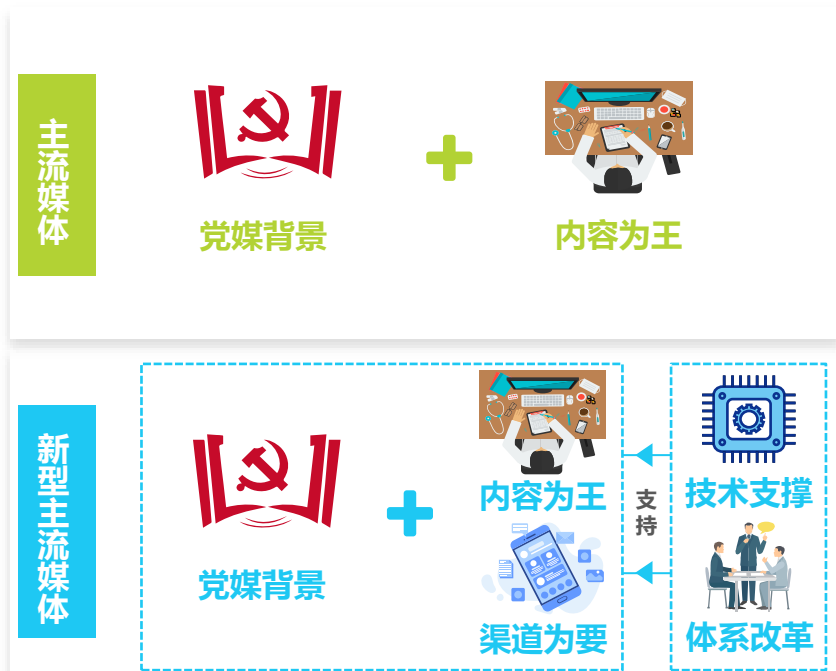 主流媒体
党媒背景
内容为王
新型主流媒体
党媒背景
内容为王
渠道为要
支持
技术支撑
体系改革